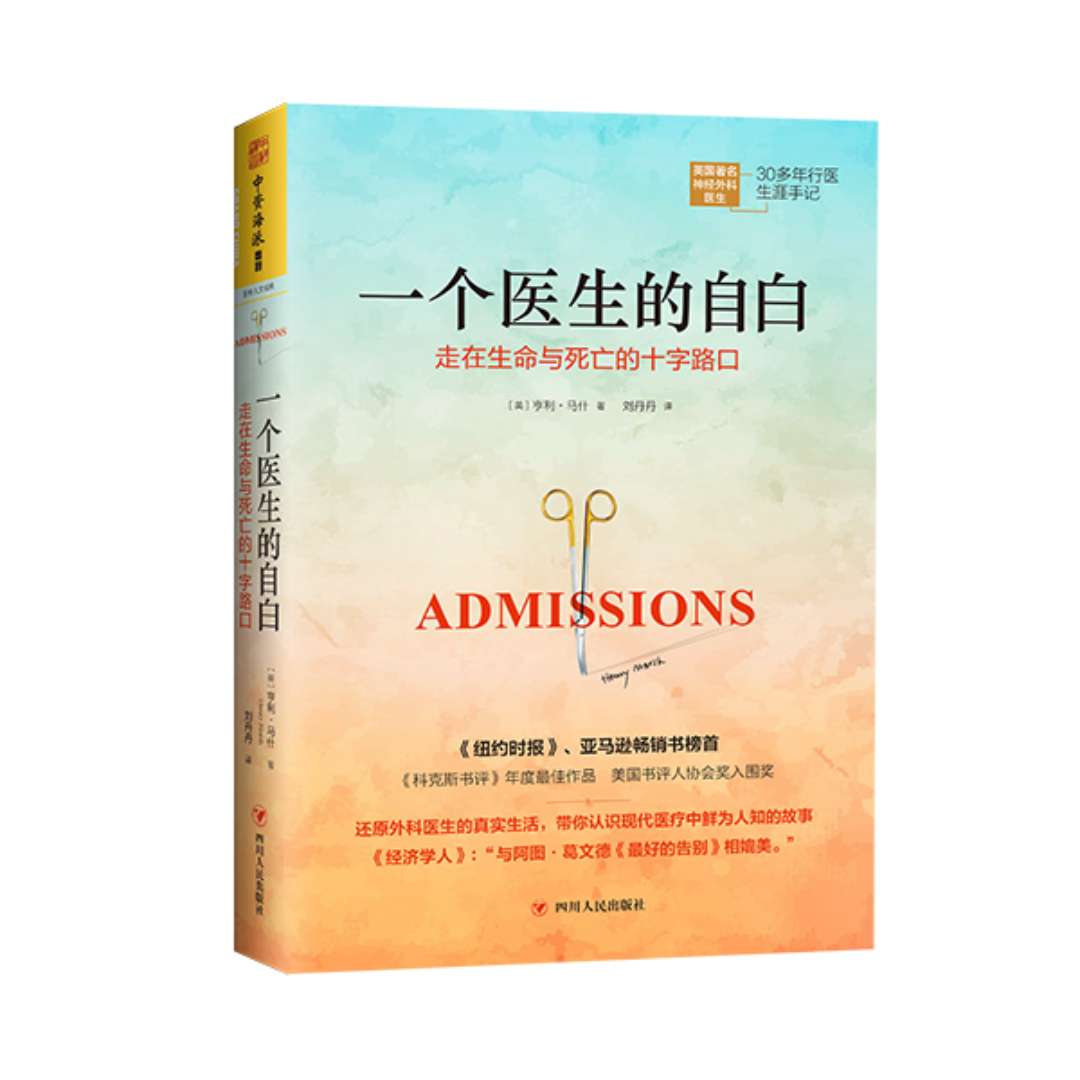 美国著名
神经外科
医生
30多年行医
生涯手记
一个医生的自白
走在生命与死亡的十字路口
［英］亨利·马什 著 刘丹丹 译
ADMISSIONS
Henry Marsh
《纽约时报》、亚马逊畅销书榜首
《科克斯书评》年度最佳作品 美国书评人协会奖入围奖
还原外科医生的真实生活，带你认识现代医疗中鲜为人知的故事
《经济学人》：“与阿图·葛文德《最好的告别》相媲美。”
四川人民出版社
中资海派
ADMISSIONS
一个医生的自白
走在生命与死亡的十字路口
［英］亨利·马什 著
刘丹丹 译
四川人民出版社